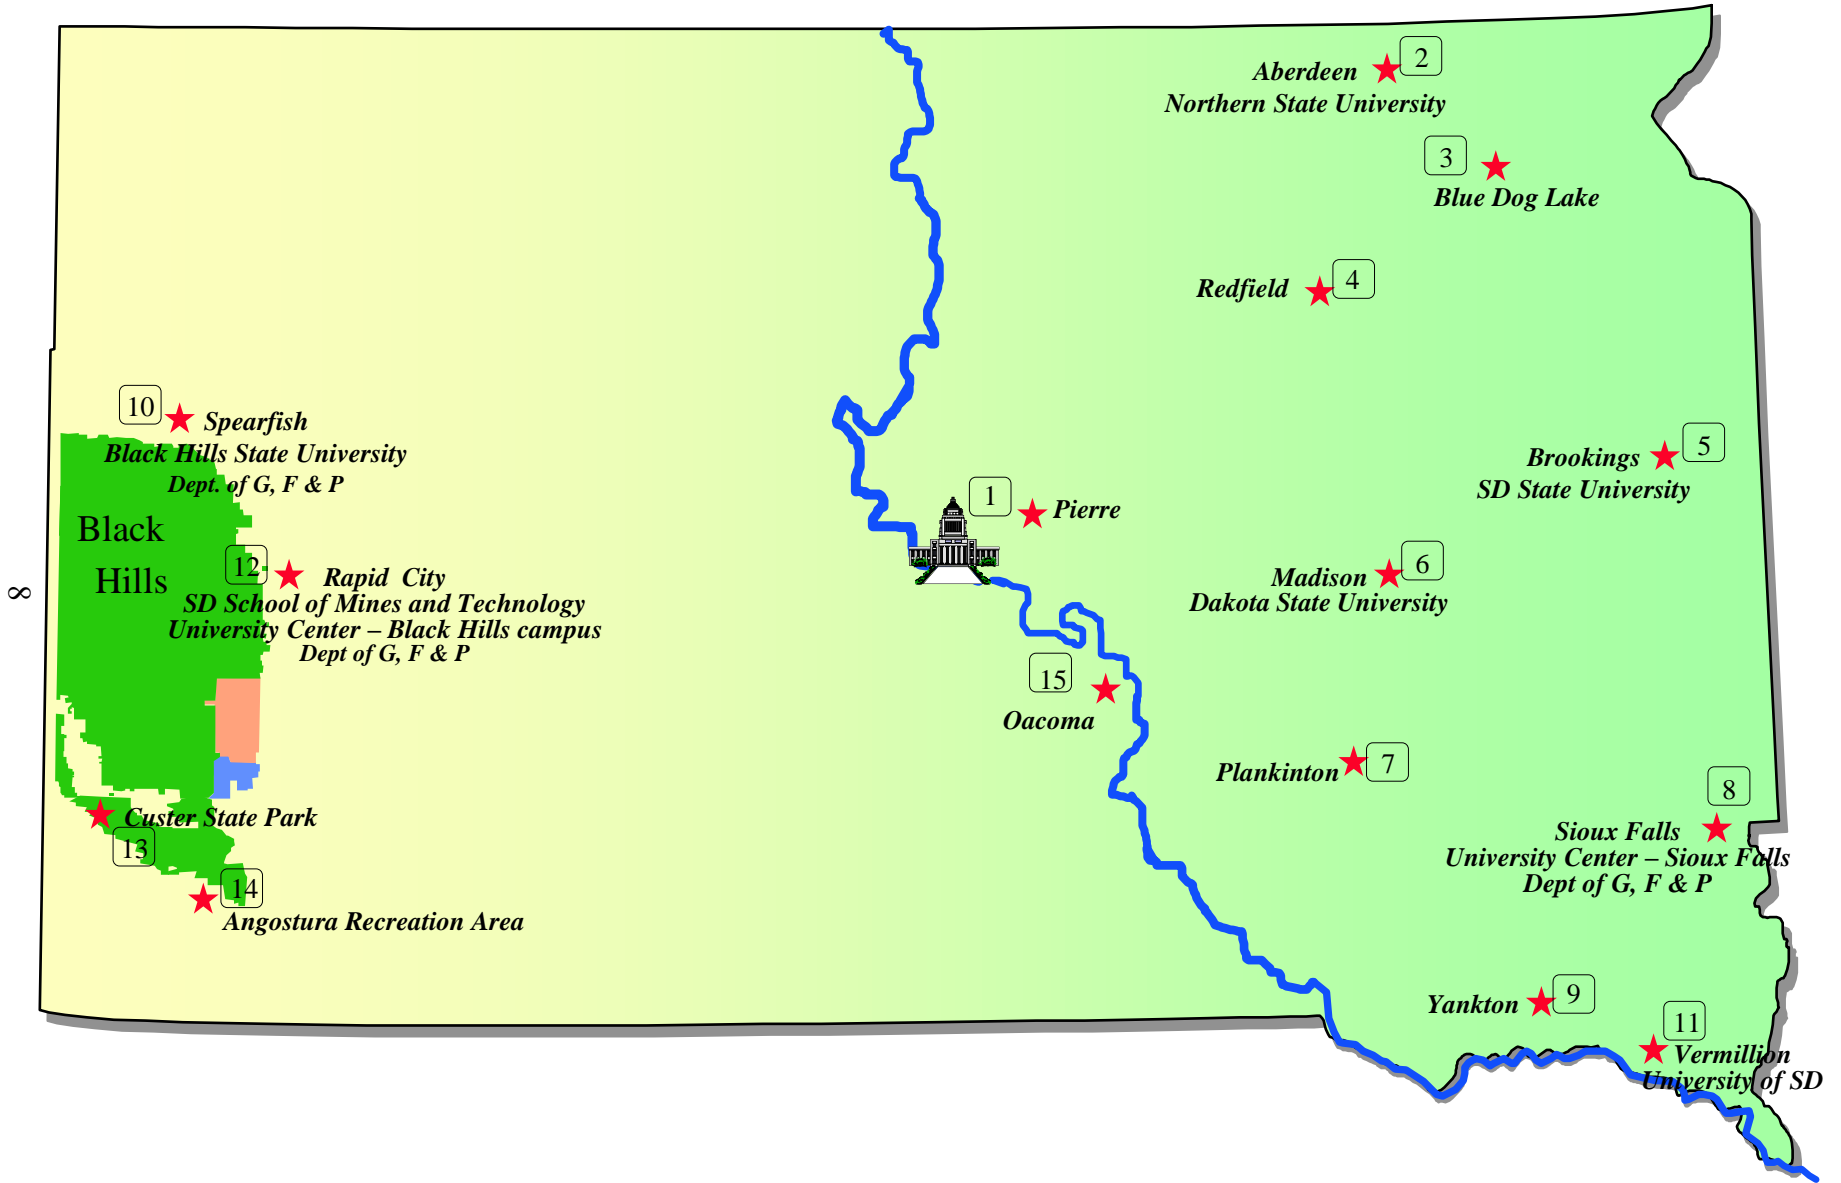 2
Aberdeen
Northern State University
3
Blue Dog Lake
Redfield
4
10
Spearfish
Black Hills State University
Dept. of G, F & P
5
Brookings
SD State University
1
Pierre
Black
Hills
12
Rapid City
SD School of Mines and Technology
University Center – Black Hills campus
Dept of G, F & P
6
Madison
Dakota State University
8
15
Oacoma
Plankinton
7
8
Sioux Falls
University Center – Sioux Falls
Dept of G, F & P
Custer State Park
13
14
Angostura Recreation Area
Yankton
9
11
Vermillion
University of SD